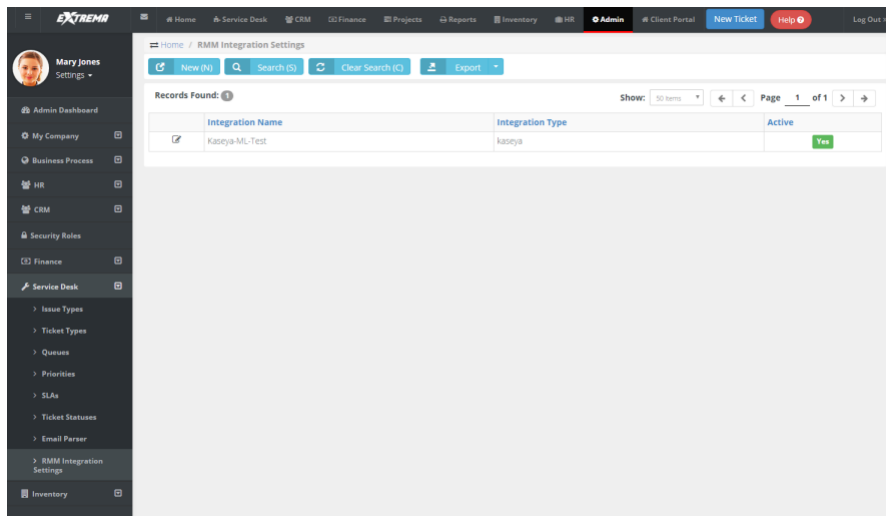 EXTREMA
Home Service Desk CRM Finance Projects Reports Inventory HR Admin Client Portal New Ticket Help Log Out
Mary Jones
Settings
Home / RMM Integration Settings
New (N) Search (S) Clear Search (C) Export
Records Found: 1
Show: 50 items Page 1 of 1
Integration Name Integration Type Active
Kaseya-ML-Test kaseya Yes
Admin Dashboard
My Company
Business Process
HR
CRM
Security Roles
Finance
Service Desk
> Issue Types
> Ticket Types
> Queues
> Priorities
> SLAs
> Ticket Statuses
> Email Parser
> RMM Integration
Settings
Inventory